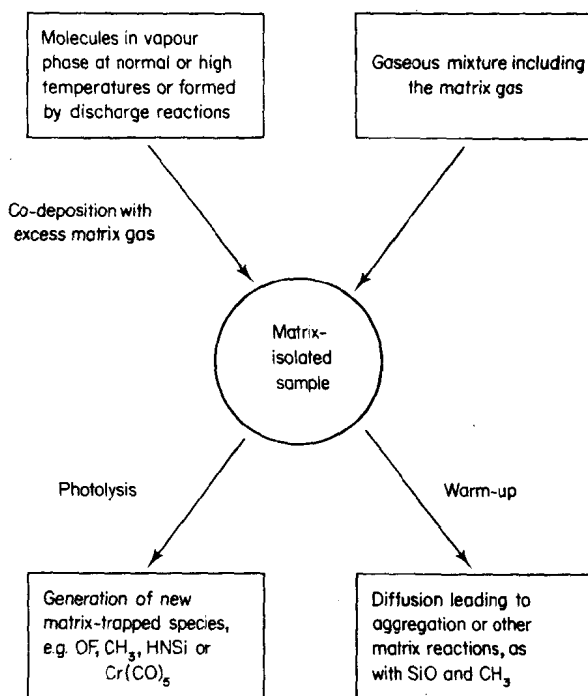 Molecules in vapour
phase at normal or high
temperatures or formed
by discharge reactions
Gaseous mixture including
the matrix gas
Co-deposition with
excess matrix gas
Matrix-
isolated
sample
Photolysis
Warm-up
Generation of new
matrix-trapped species,
e.g. OF, CH₃, HNSi or
Cr(CO)₅
Diffusion leading to
aggregation or other
matrix reactions, as
with SiO and CH₃